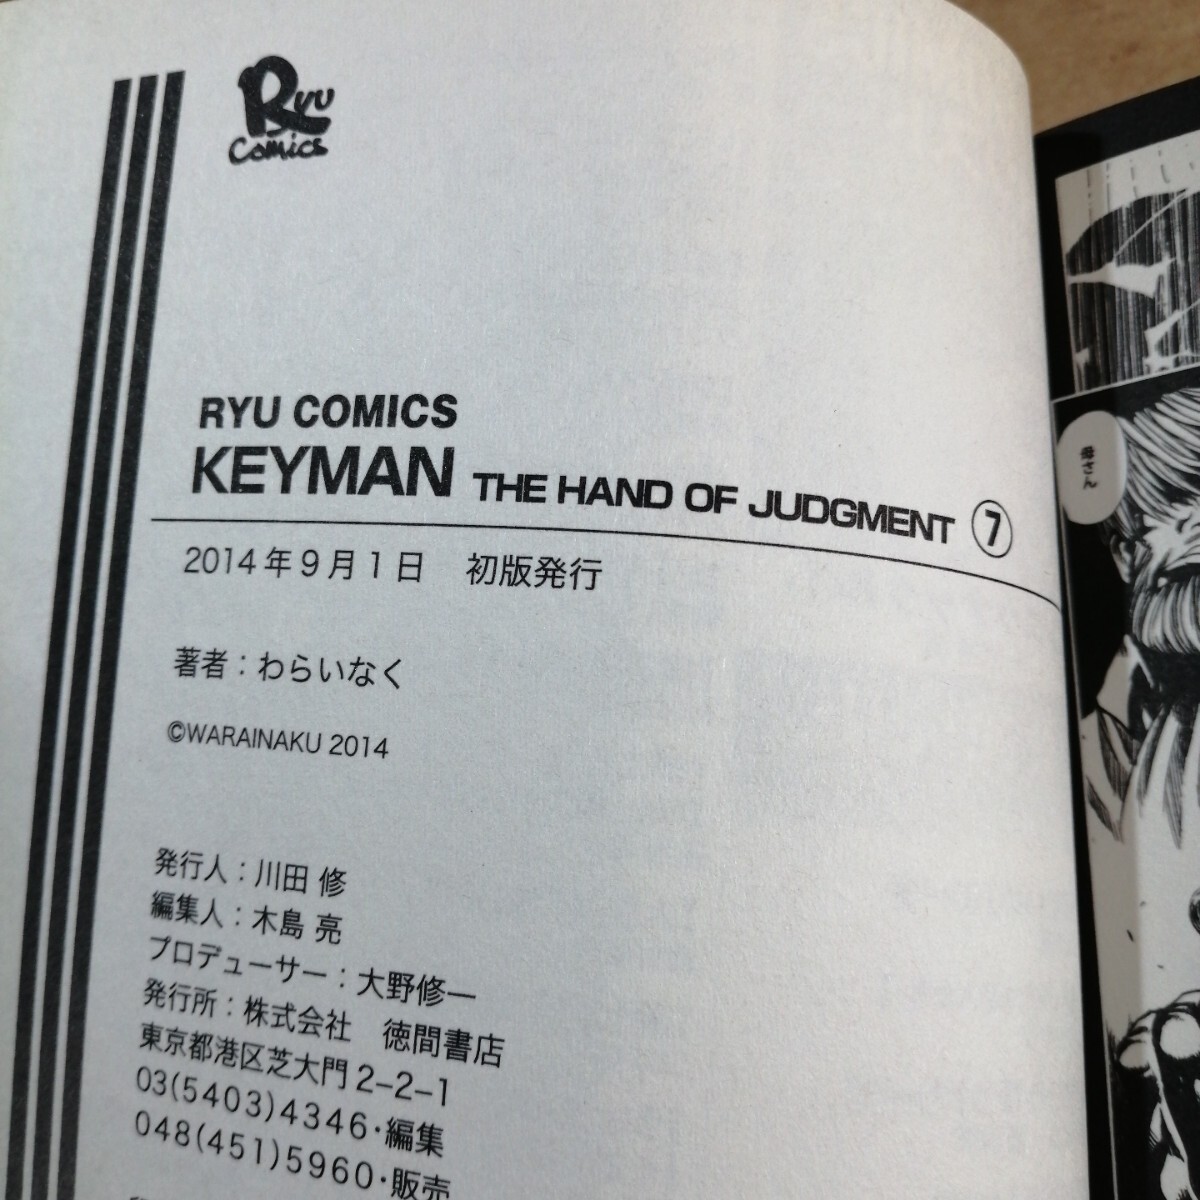 Ryu
Comics
RYU COMICS
KEYMAN THE HAND OF JUDGMENT ⑦
2014年9月1日 初版発行
著者：わらいなく
©WARAINAKU 2014
発行人：川田 修
編集人：木島 亮
プロデューサー：大野修一
発行所：株式会社 徳間書店
東京都港区芝大門2-2-1
03(5403)4346・編集
048(451)5960・販売
母さん